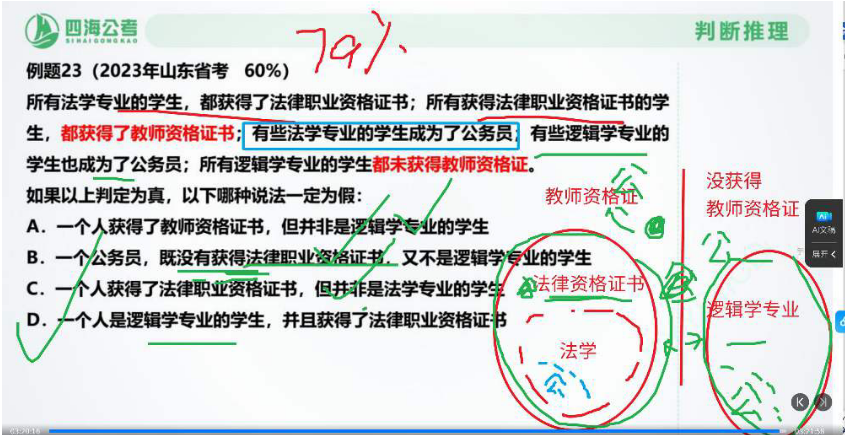 四海公考
SIHAIGONGKAO
判断推理
79%
例题23（2023年山东省考 60%）
所有法学专业的学生，都获得了法律职业资格证书；所有获得法律职业资格证书的学
生，都获得了教师资格证书；有些法学专业的学生成为了公务员；有些逻辑学专业的
学生也成为了公务员；所有逻辑学专业的学生都未获得教师资格证。
如果以上判定为真，以下哪种说法一定为假：
A．一个人获得了教师资格证书，但并非是逻辑学专业的学生
B．一个公务员，既没有获得法律职业资格证书，又不是逻辑学专业的学生
C．一个人获得了法律职业资格证书，但并非是法学专业的学生
D．一个人是逻辑学专业的学生，并且获得了法律职业资格证书
教师资格证
公
没获得
教师资格证
公
法律资格证书
逻辑学专业
法学
公
公
AI
AI文稿
展开
03:20:16